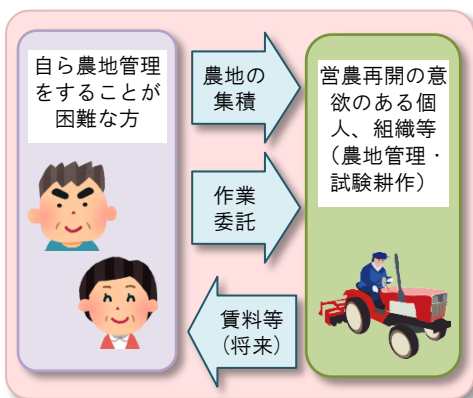 自ら農地管理
をすることが
困難な方
農地の
集積
作業
委託
賃料等
（将来）
営農再開の意
欲のある個
人、組織等
（農地管理・
試験耕作）